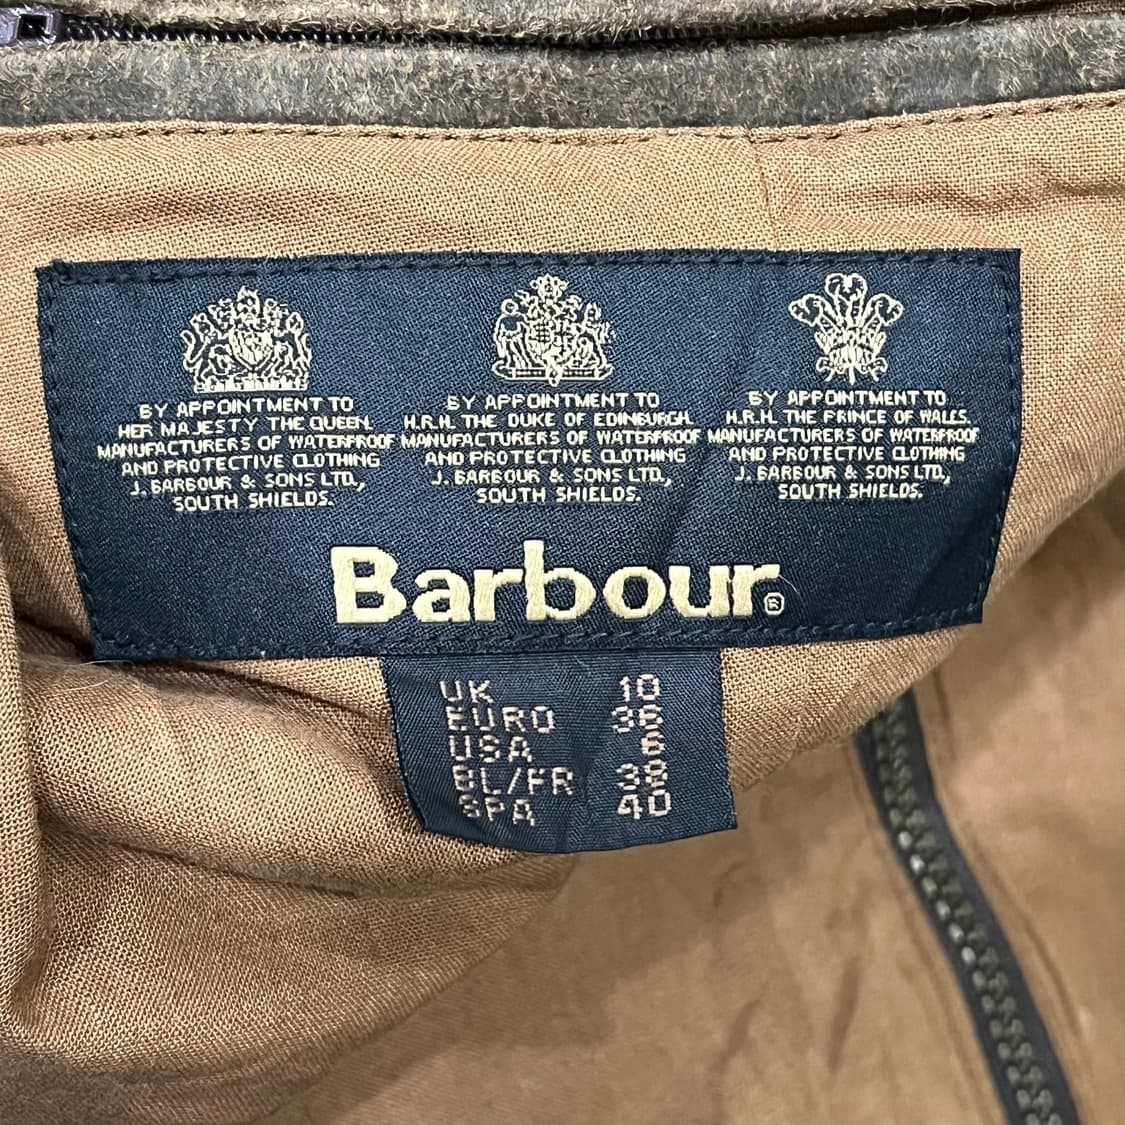 BY APPOINTMENT TO
HER MAJESTY THE QUEEN.
MANUFACTURERS OF WATERPROOF
AND PROTECTIVE CLOTHING
J. BARBOUR & SONS LTD.,
SOUTH SHIELDS.
BY APPOINTMENT TO
H.R.H. THE DUKE OF EDINBURGH.
MANUFACTURERS OF WATERPROOF
AND PROTECTIVE CLOTHING
J. BARBOUR & SONS LTD.,
SOUTH SHIELDS.
BY APPOINTMENT TO
H.R.H. THE PRINCE OF WALES.
MANUFACTURERS OF WATERPROOF
AND PROTECTIVE CLOTHING
J. BARBOUR & SONS LTD.,
SOUTH SHIELDS.
Barbour®
UK 10
EURO 36
USA 6
BL/FR 38
SPA 40